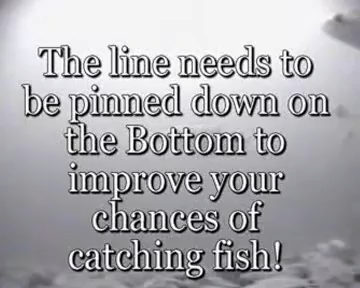 The line needs to
be pinned down on
the Bottom to
improve your
chances of
catching fish!